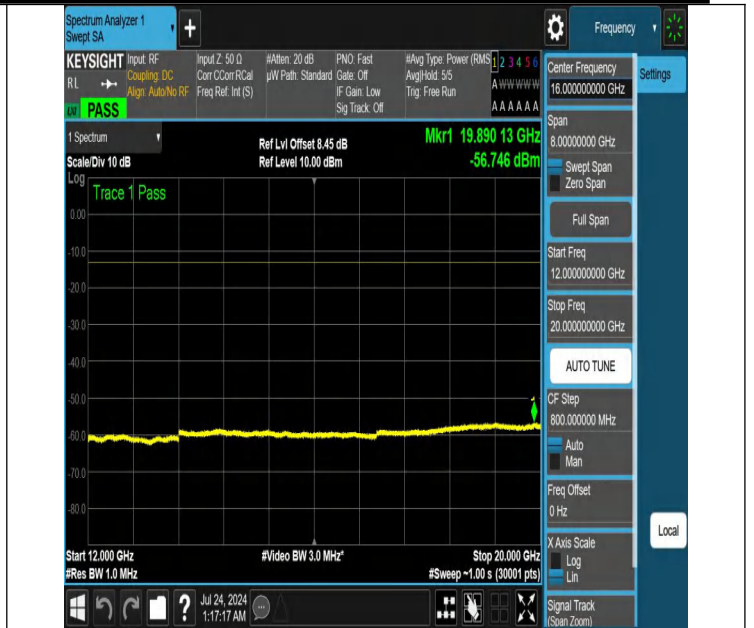 Spectrum Analyzer 1
Swept SA
Frequency
KEYSIGHT
RL
Input: RF
Coupling: DC
Align: Auto/No RF
Input Z: 50 Ω
Corr CCorr RCal
Freq Ref: Int (S)
#Atten: 20 dB
µW Path: Standard
PNO: Fast
Gate: Off
IF Gain: Low
Sig Track: Off
#Avg Type: Power (RMS
Avg|Hold: 5/5
Trig: Free Run
1 2 3 4 5 6
A W W W W W
A A A A A A
LXI
PASS
1 Spectrum
Scale/Div 10 dB
Log
Ref Lvl Offset 8.45 dB
Ref Level 10.00 dBm
Mkr1 19.890 13 GHz
-56.746 dBm
Trace 1 Pass
0.00
-10.0
-20.0
-30.0
-40.0
-50.0
-60.0
-70.0
-80.0
Start 12.000 GHz
#Res BW 1.0 MHz
#Video BW 3.0 MHz*
Stop 20.000 GHz
#Sweep ~1.00 s (30001 pts)
Jul 24, 2024
1:17:17 AM
Center Frequency
16.000000000 GHz
Settings
Span
8.00000000 GHz
Swept Span
Zero Span
Full Span
Start Freq
12.000000000 GHz
Stop Freq
20.000000000 GHz
AUTO TUNE
CF Step
800.000000 MHz
Auto
Man
Freq Offset
0 Hz
X Axis Scale
Log
Lin
Local
Signal Track
(Span Zoom)